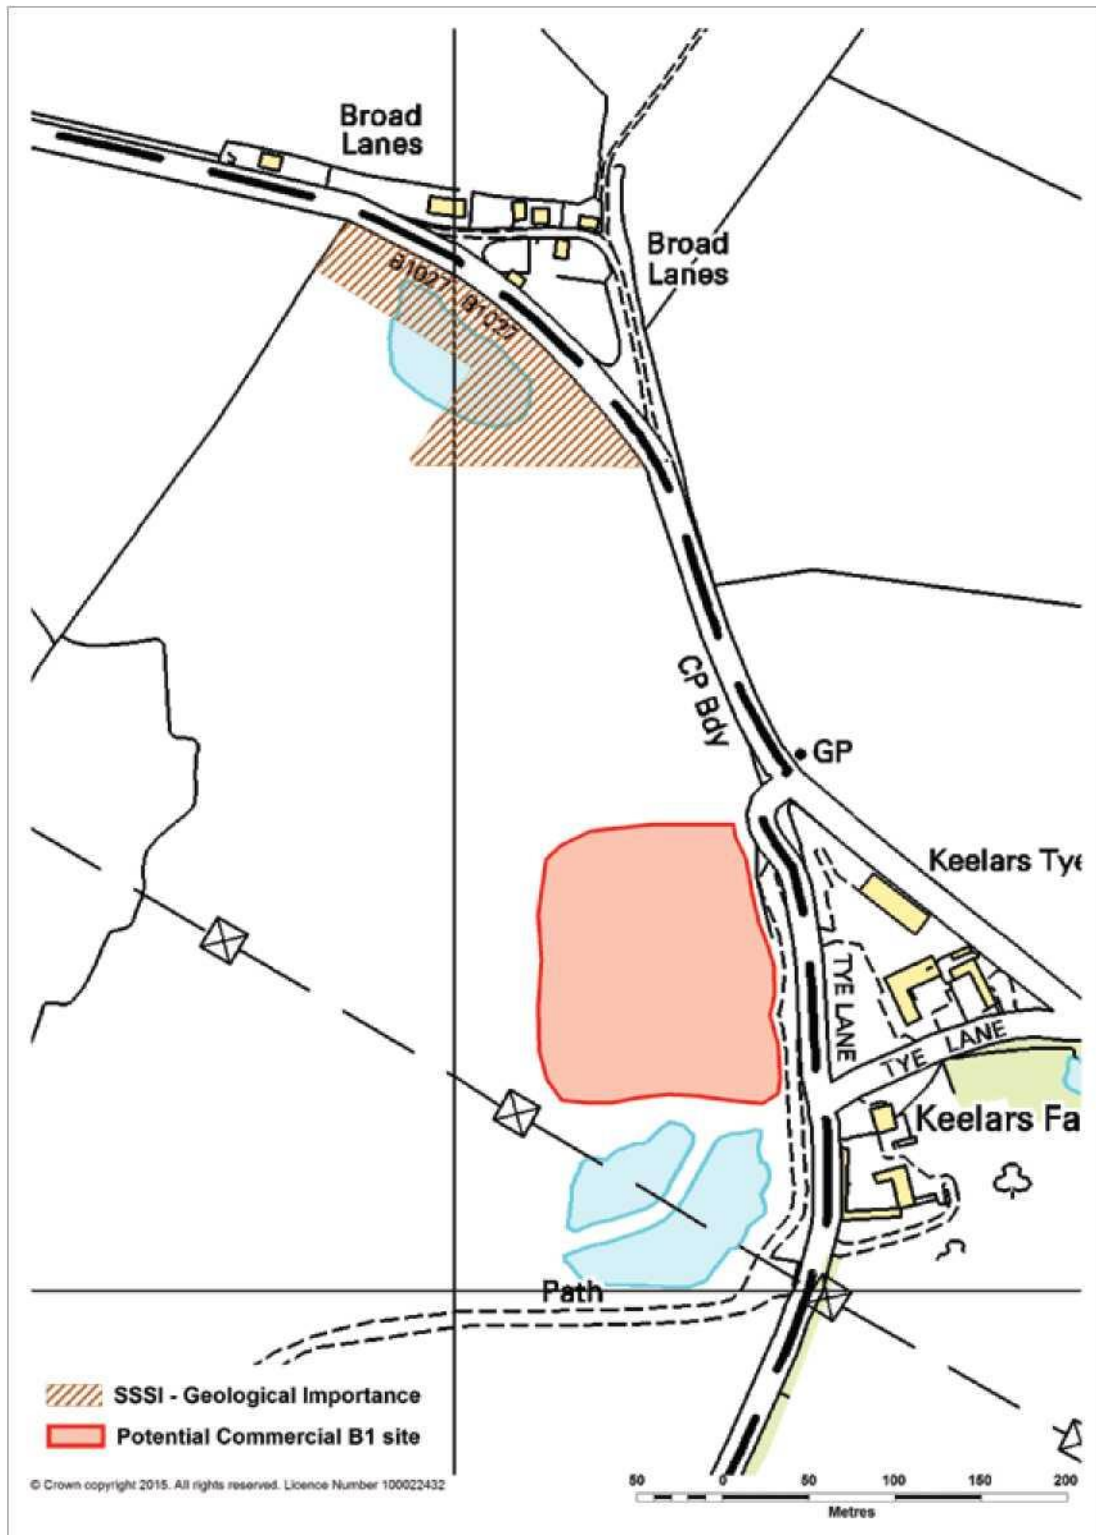 Broad
Lanes
Broad
Lanes
B1027 B1027
CP Bdy
GP
Keelars Tye
TYE LANE
TYE LANE
Keelars Fa
Path
SSSI - Geological Importance
Potential Commercial B1 site
© Crown copyright 2015. All rights reserved. Licence Number 100022432
50 0 50 100 150 200
Metres